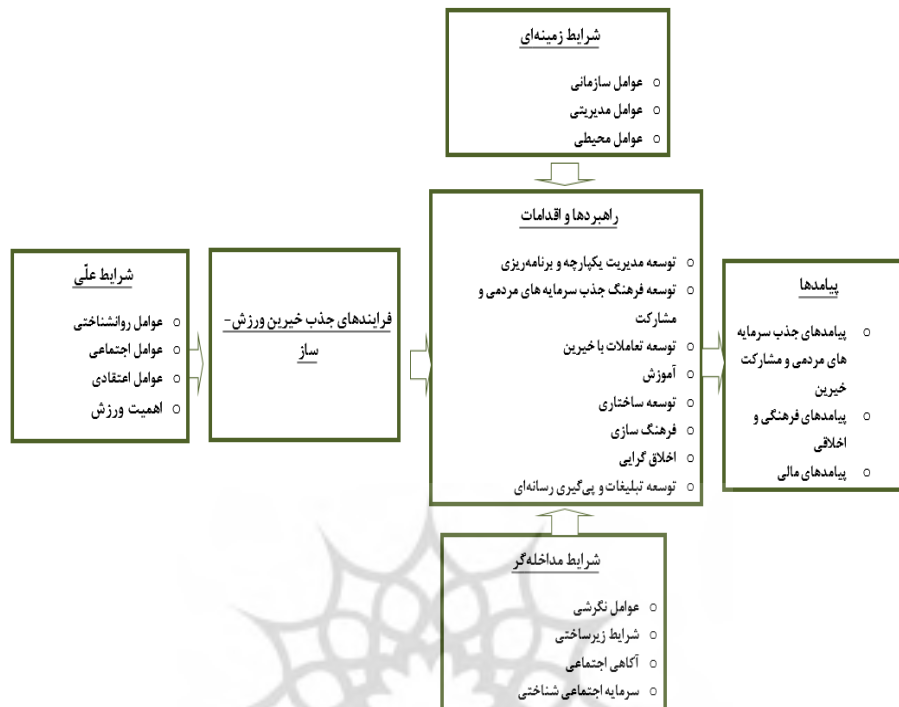 شرایط زمینه‌ای
○ عوامل سازمانی
○ عوامل مدیریتی
○ عوامل محیطی
شرایط علّی
○ عوامل روانشناختی
○ عوامل اجتماعی
○ عوامل اعتقادی
○ اهمیت ورزش
فرایندهای جذب خیرین ورزش-
ساز
راهبردها و اقدامات
○ توسعه مدیریت یکپارچه و برنامه‌ریزی
○ توسعه فرهنگ جذب سرمایه های مردمی و
مشارکت
○ توسعه تعاملات با خیرین
○ آموزش
○ توسعه ساختاری
○ فرهنگ سازی
○ اخلاق گرایی
○ توسعه تبلیغات و پی‌گیری رسانه‌ای
پیامدها
○ پیامدهای جذب سرمایه
های مردمی و مشارکت
خیرین
○ پیامدهای فرهنگی و
اخلاقی
○ پیامدهای مالی
شرایط مداخله‌گر
○ عوامل نگرشی
○ شرایط زیرساختی
○ آگاهی اجتماعی
○ سرمایه اجتماعی شناختی